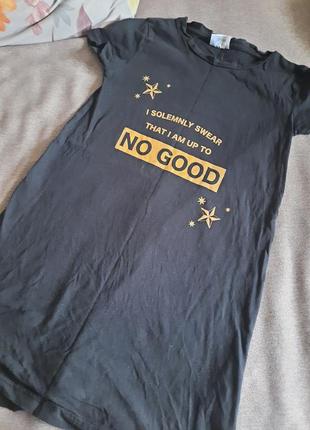 I SOLEMNLY SWEAR
THAT I AM UP TO
NO GOOD